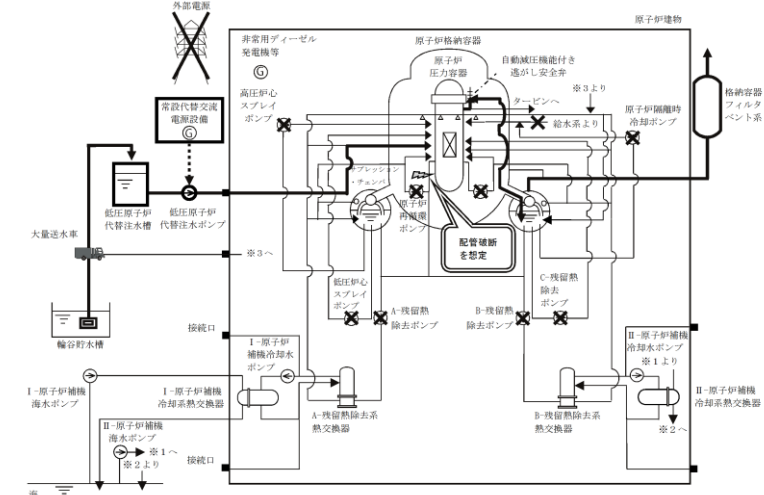 外部電源
原子炉建物
非常用ディーゼル
発電機等
G
原子炉格納容器
原子炉
圧力容器
自動減圧機能付き
逃がし安全弁
常設代替交流
電源設備
G
高圧炉心
スプレイ
ポンプ
タービンへ
※3より
給水系より
原子炉隔離時
冷却ポンプ
格納容器
フィルタ
ベント系
サプレッション
・チェンバ
低圧原子炉
代替注水槽
低圧原子炉
代替注水ポンプ
原子炉
再循環
ポンプ
配管破断
を想定
大量送水車
※3へ
低圧炉心
スプレイ
ポンプ
A-残留熱
除去ポンプ
B-残留熱
除去ポンプ
C-残留熱
除去
ポンプ
輪谷貯水槽
接続口
Ⅰ-原子炉
補機冷却水
ポンプ
Ⅱ-原子炉補機
冷却水ポンプ
※1より
Ⅰ-原子炉補機
海水ポンプ
Ⅰ-原子炉補機
冷却系熱交換器
A-残留熱除去系
熱交換器
B-残留熱除去系
熱交換器
Ⅱ-原子炉補機
冷却系熱交換器
※2へ
Ⅱ-原子炉補機
海水ポンプ
※1へ
※2より
接続口
海